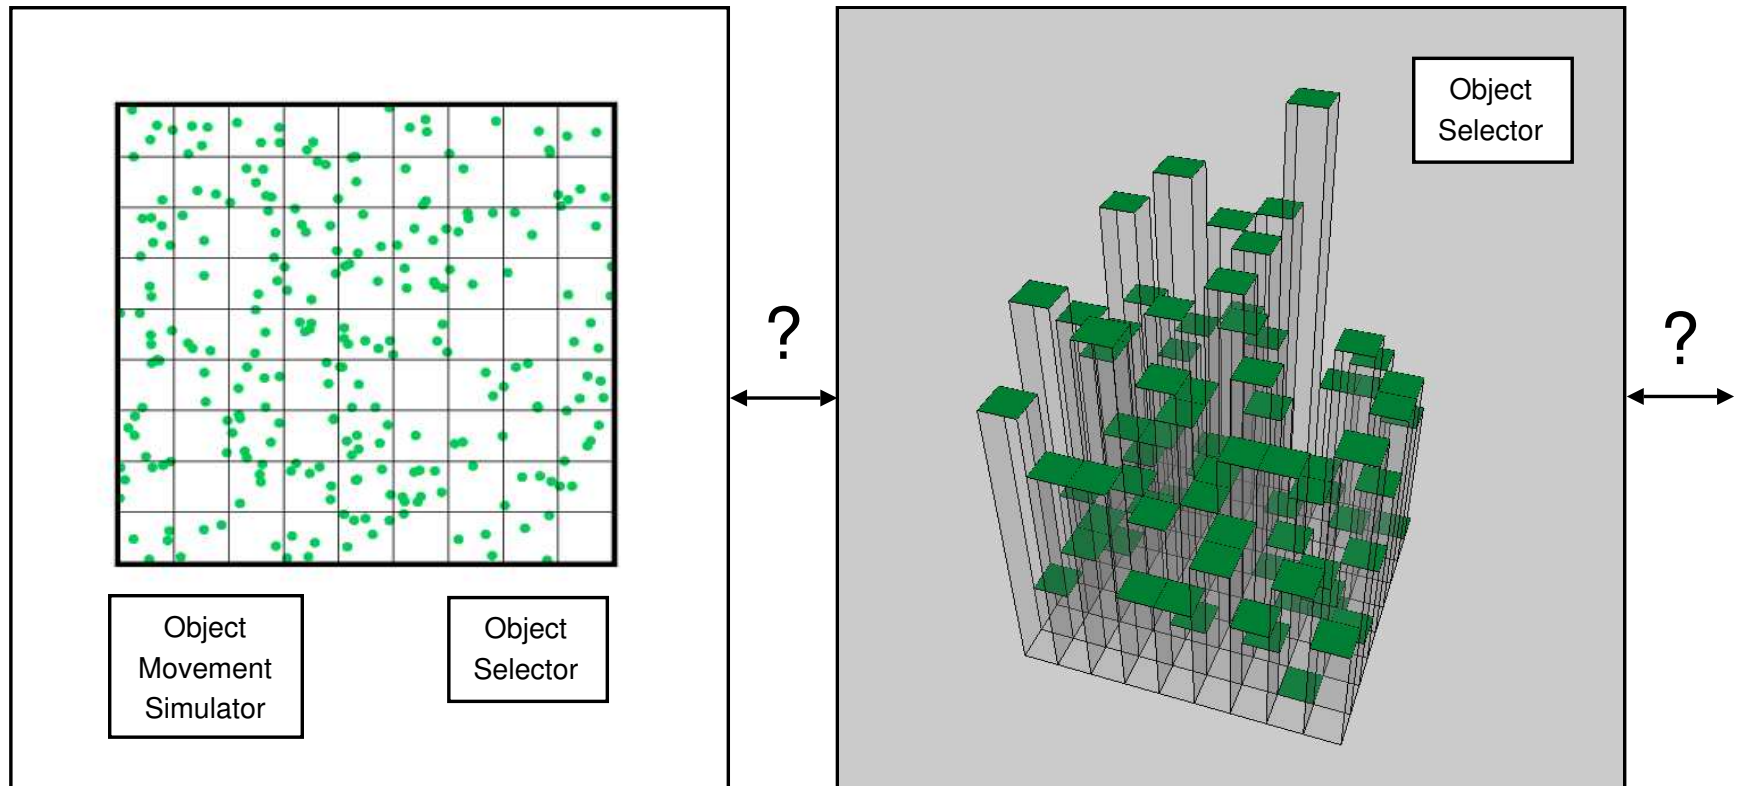 Object
Movement
Simulator
Object
Selector
?
Object
Selector
?